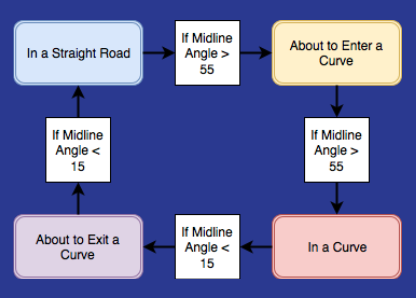 In a Straight Road
If Midline
Angle >
55
About to Enter a
Curve
If Midline
Angle <
15
If Midline
Angle >
55
About to Exit a
Curve
If Midline
Angle <
15
In a Curve